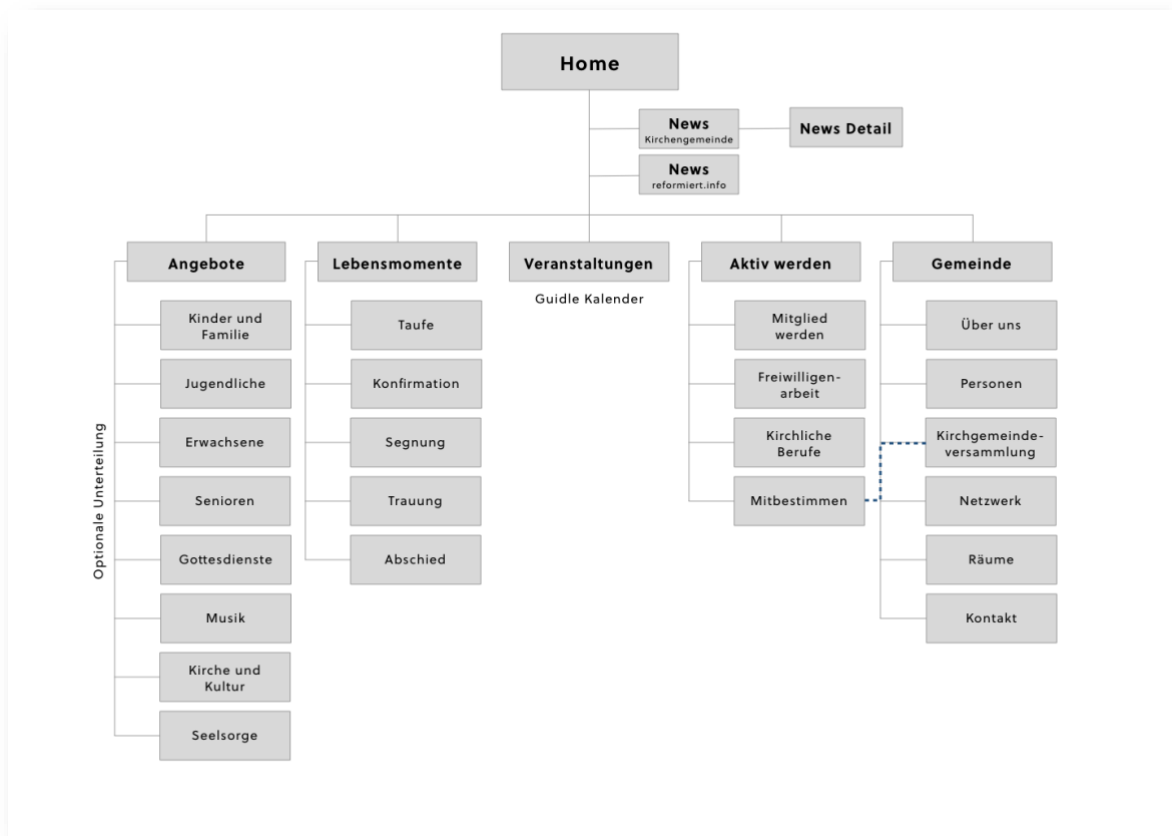 Home
News
Kirchengemeinde
News Detail
News
reformiert.info
Angebote
Lebensmomente
Veranstaltungen
Aktiv werden
Gemeinde
Guidle Kalender
Optionale Unterteilung
Kinder und
Familie
Jugendliche
Erwachsene
Senioren
Gottesdienste
Musik
Kirche und
Kultur
Seelsorge
Taufe
Konfirmation
Segnung
Trauung
Abschied
Mitglied
werden
Freiwilligen-
arbeit
Kirchliche
Berufe
Mitbestimmen
Über uns
Personen
Kirchgemeinde-
versammlung
Netzwerk
Räume
Kontakt